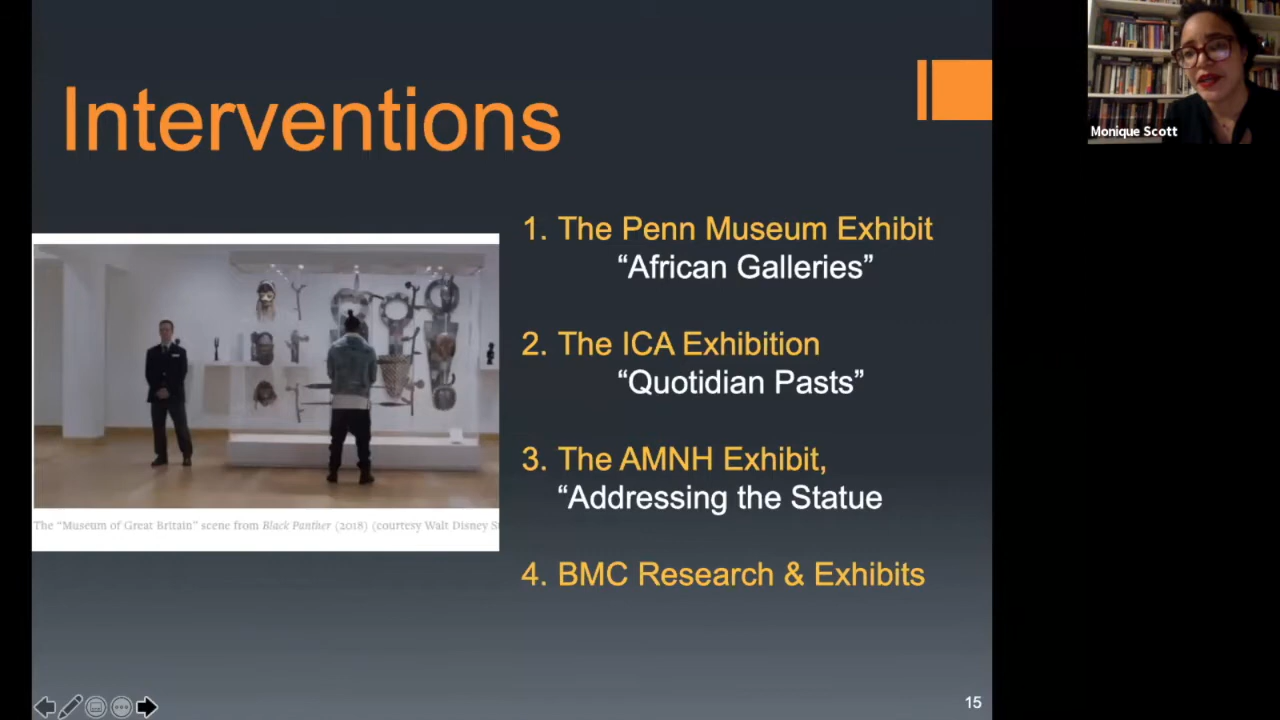 Interventions
1. The Penn Museum Exhibit
“African Galleries”
2. The ICA Exhibition
“Quotidian Pasts”
3. The AMNH Exhibit,
“Addressing the Statue
4. BMC Research & Exhibits
The “Museum of Great Britain” scene from Black Panther (2018) (courtesy Walt Disney S
15
Monique Scott